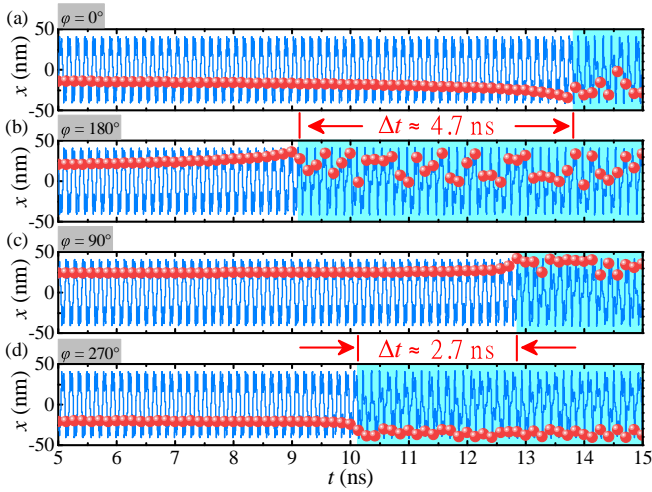 (a) φ = 0°
50
0
-50
x (nm)
Δt ≈ 4.7 ns
(b) φ = 180°
50
0
-50
x (nm)
(c) φ = 90°
50
0
-50
x (nm)
Δt ≈ 2.7 ns
(d) φ = 270°
50
0
-50
x (nm)
5 6 7 8 9 10 11 12 13 14 15
t (ns)